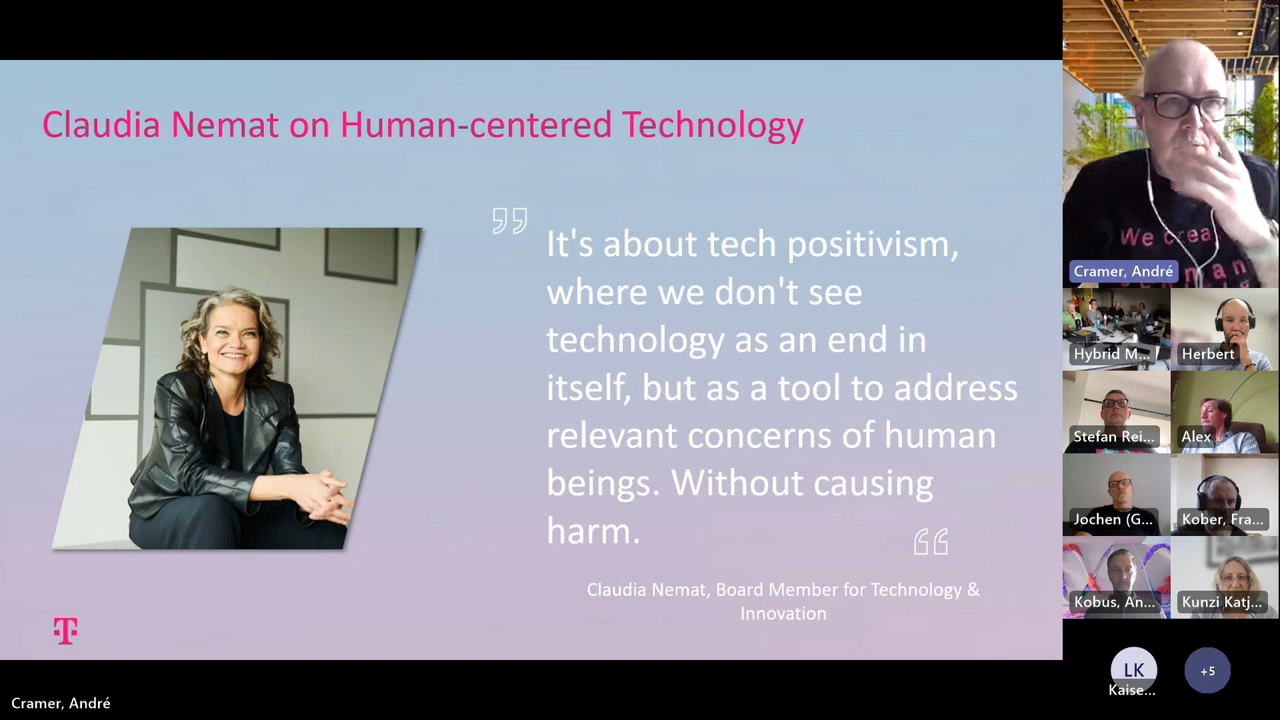 Claudia Nemat on Human-centered Technology
It's about tech positivism,
where we don't see
technology as an end in
itself, but as a tool to address
relevant concerns of human
beings. Without causing
harm.
Claudia Nemat, Board Member for Technology &
Innovation
T
We crea
man
Cramer, André
Hybrid M...
Herbert
Stefan Rei...
Alex
Jochen (G...
Kober, Fra...
Kobus, An...
Kunzi Katj...
LK
Kaise...
+5
Cramer, André